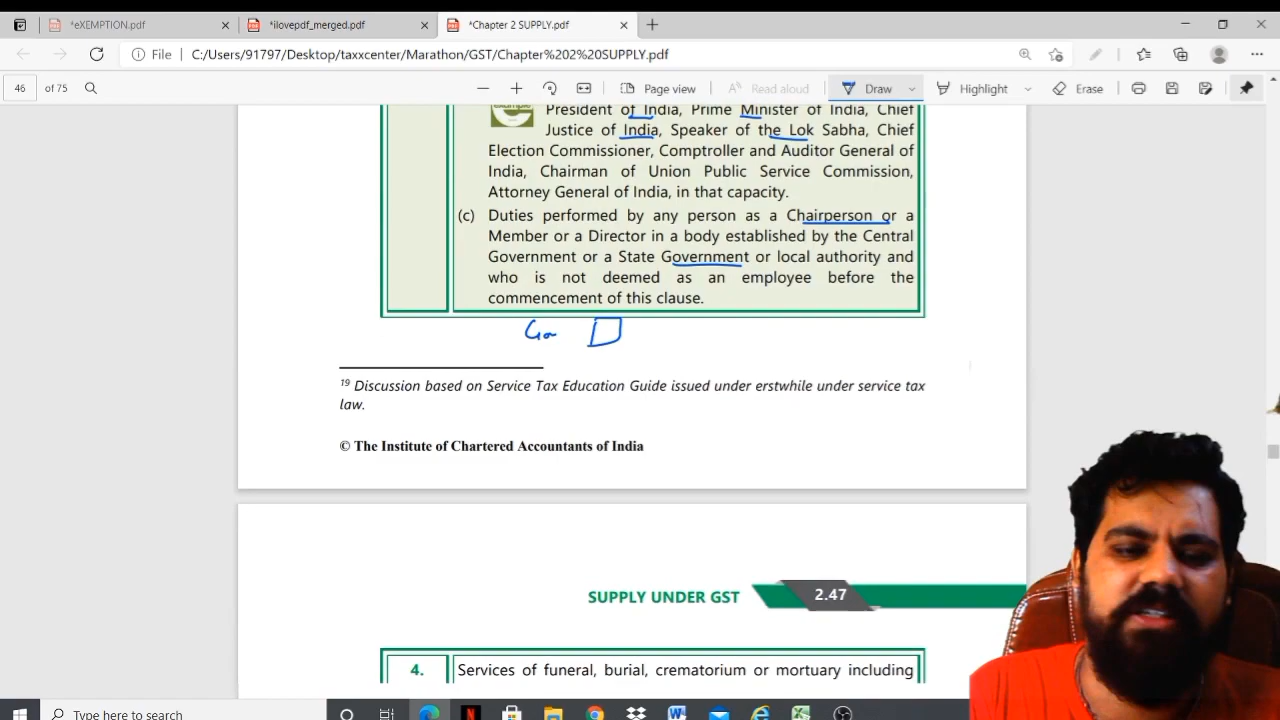 *eXEMPTION.pdf
*ilovepdf_merged.pdf
*Chapter 2 SUPPLY.pdf
File C:/Users/91797/Desktop/taxxcenter/Marathon/GST/Chapter%202%20SUPPLY.pdf
46 of 75 Page view Read aloud Draw Highlight Erase
example
President of India, Prime Minister of India, Chief
Justice of India, Speaker of the Lok Sabha, Chief
Election Commissioner, Comptroller and Auditor General of
India, Chairman of Union Public Service Commission,
Attorney General of India, in that capacity.
(c) Duties performed by any person as a Chairperson or a
Member or a Director in a body established by the Central
Government or a State Government or local authority and
who is not deemed as an employee before the
commencement of this clause.
19 Discussion based on Service Tax Education Guide issued under erstwhile under service tax
law.
© The Institute of Chartered Accountants of India
SUPPLY UNDER GST 2.47
4. Services of funeral, burial, crematorium or mortuary including
Type here to search